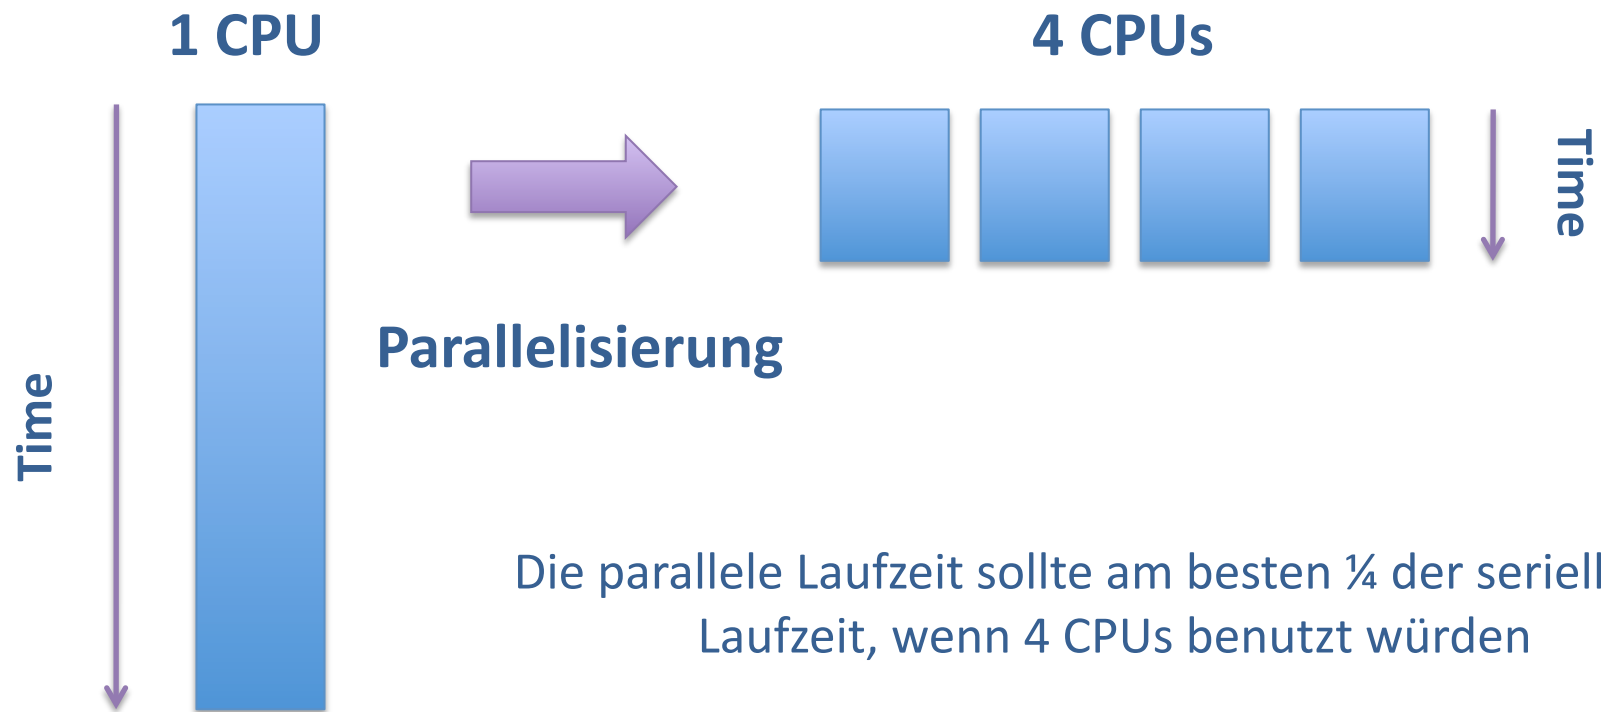 1 CPU
4 CPUs
Time
Time
Parallelisierung
Die parallele Laufzeit sollte am besten ¼ der seriell
Laufzeit, wenn 4 CPUs benutzt würden